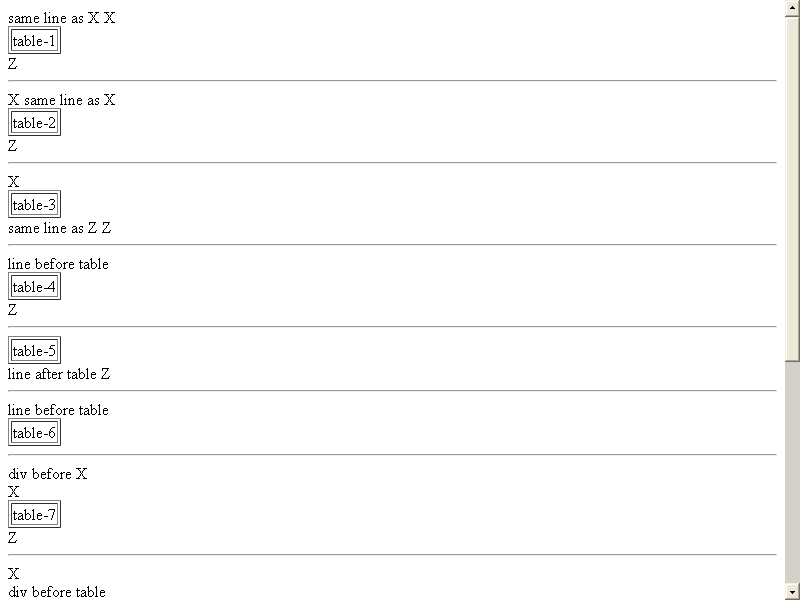 same line as X X
table-1
Z
X same line as X
table-2
Z
X
table-3
same line as Z Z
line before table
table-4
Z
table-5
line after table Z
line before table
table-6
div before X
X
table-7
Z
X
div before table